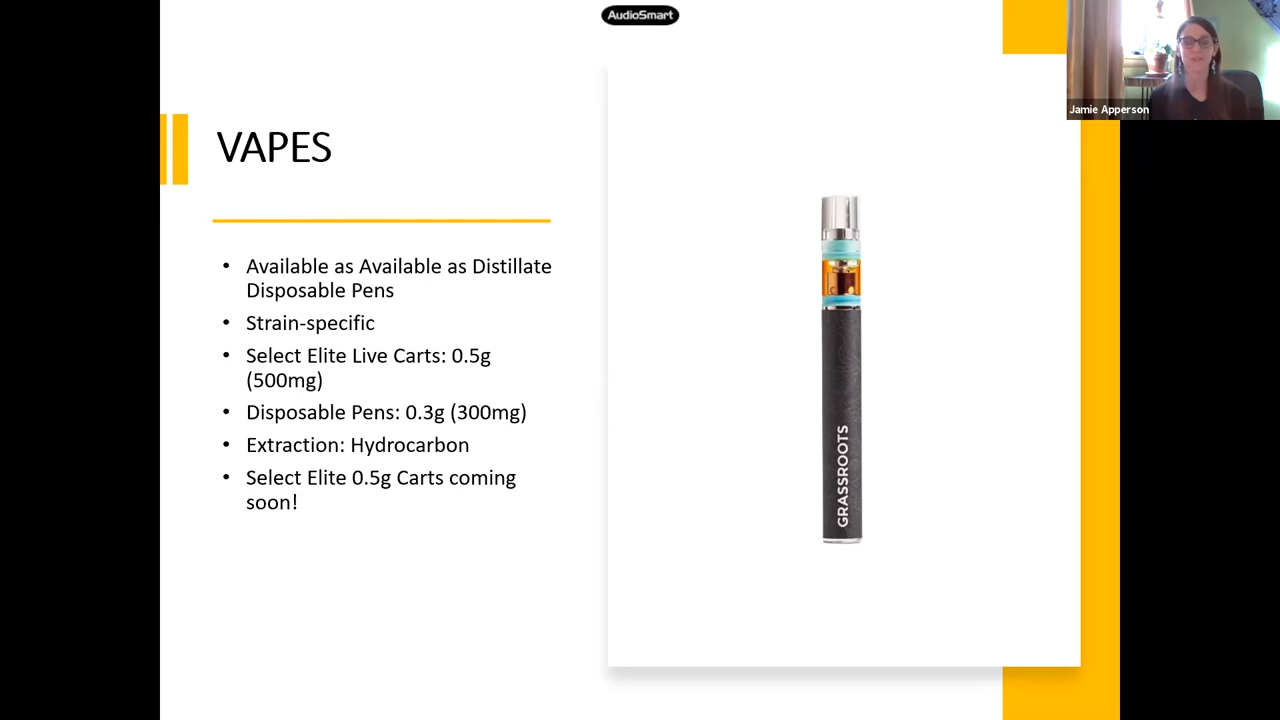 AudioSmart
Jamie Apperson
VAPES
• Available as Available as Distillate
Disposable Pens
• Strain-specific
• Select Elite Live Carts: 0.5g
(500mg)
• Disposable Pens: 0.3g (300mg)
• Extraction: Hydrocarbon
• Select Elite 0.5g Carts coming
soon!
GRASSROOTS